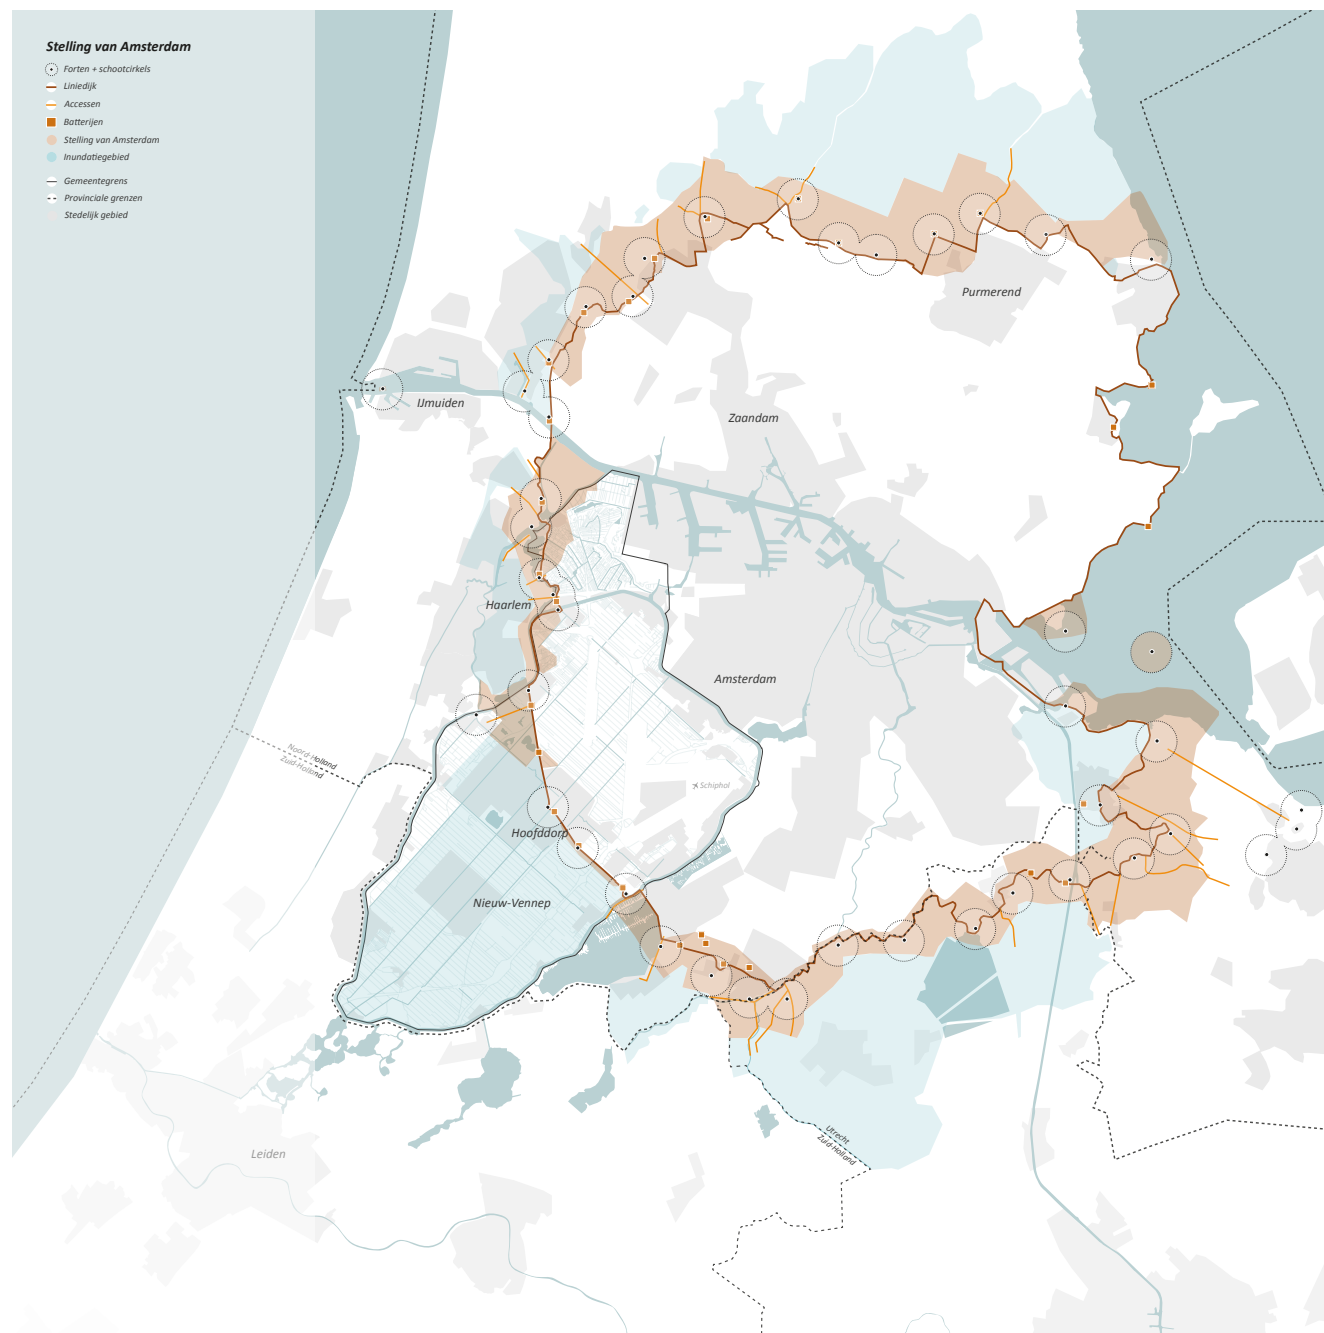 Stelling van Amsterdam
Forten + schootcirkels
Liniedijk
Accessen
Batterijen
Stelling van Amsterdam
Inundatiegebied
Gemeentegrens
Provinciale grenzen
Stedelijk gebied
Purmerend
IJmuiden
Zaandam
Haarlem
Amsterdam
Noord-Holland
Zuid-Holland
Schiphol
Hoofddorp
Nieuw-Vennep
Utrecht
Zuid-Holland
Leiden